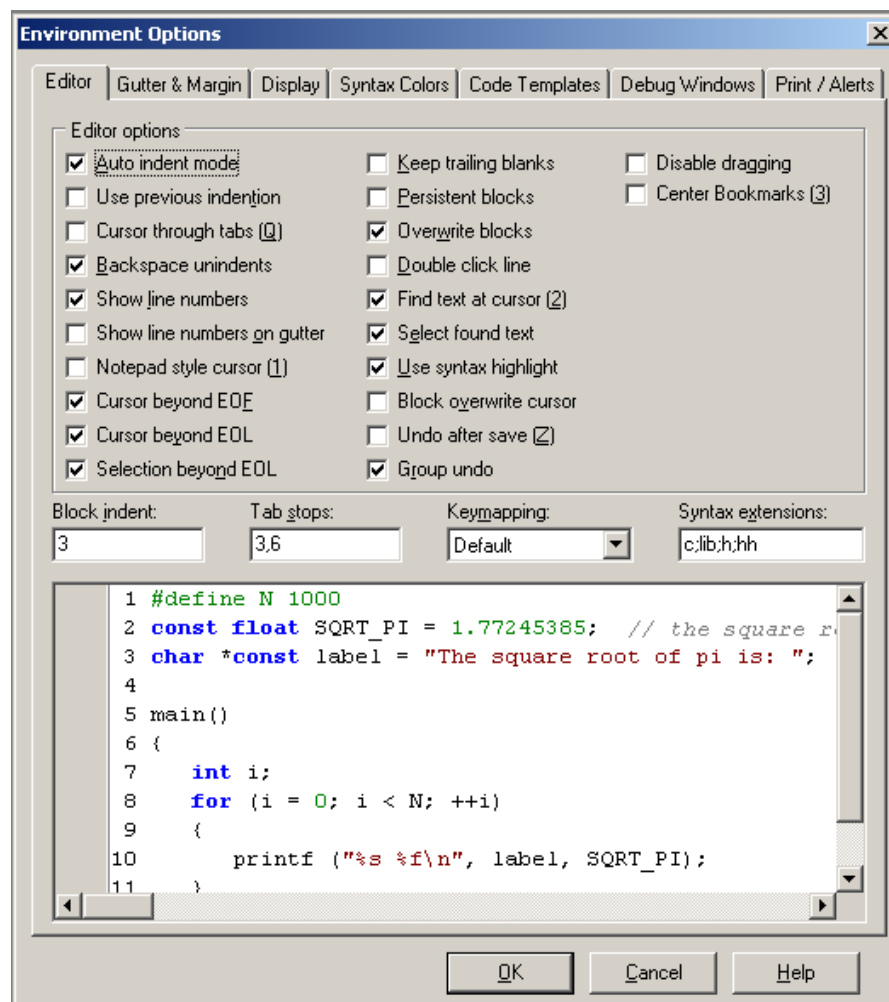 Environment Options
Editor Gutter & Margin Display Syntax Colors Code Templates Debug Windows Print / Alerts
Editor options
Auto indent mode
Use previous indention
Cursor through tabs (Q)
Backspace unindents
Show line numbers
Show line numbers on gutter
Notepad style cursor (1)
Cursor beyond EOF
Cursor beyond EOL
Selection beyond EOL
Keep trailing blanks
Persistent blocks
Overwrite blocks
Double click line
Find text at cursor (2)
Select found text
Use syntax highlight
Block overwrite cursor
Undo after save (Z)
Group undo
Disable dragging
Center Bookmarks (3)
Block indent: Tab stops: Keymapping: Syntax extensions:
3 3,6 Default c;lib;h;hh
1 #define N 1000
2 const float SQRT_PI = 1.77245385; // the square
3 char *const label = "The square root of pi is: ";
4
5 main()
6 {
7 int i;
8 for (i = 0; i < N; ++i)
9 {
10 printf ("%s %f\n", label, SQRT_PI);
11 }
OK Cancel Help